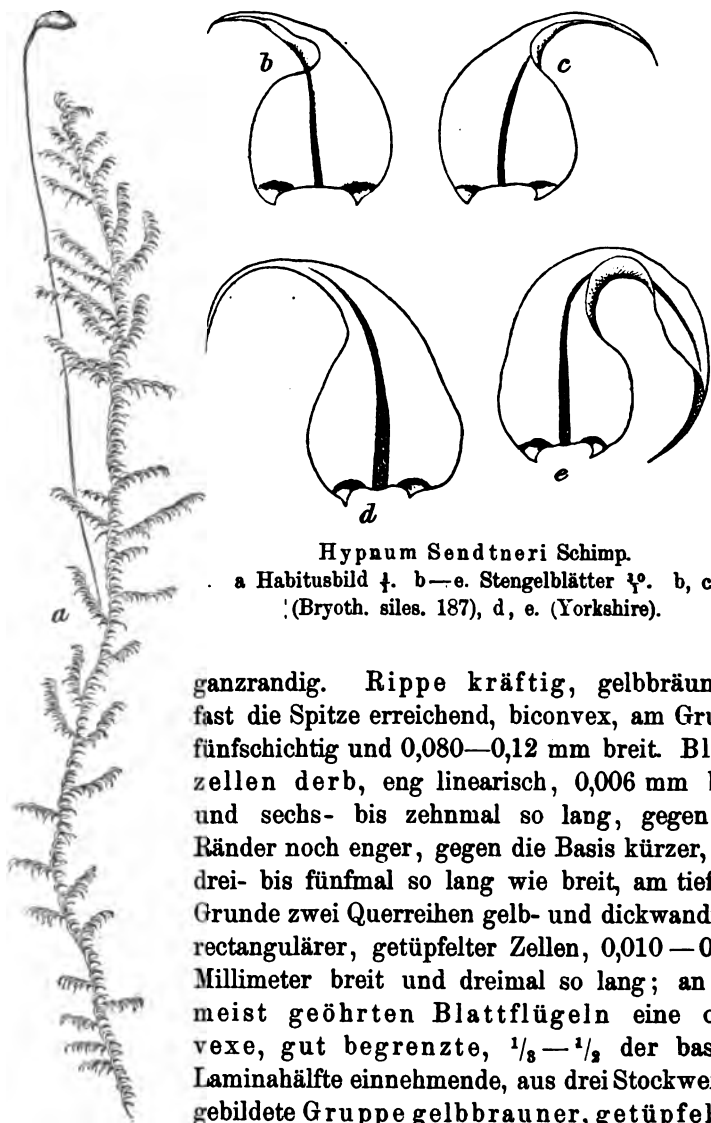 b
c
d
e
a
Hypnum Sendtneri Schimp.
a Habitusbild b—e. Stengelblätter b, c
(Bryoth. siles. 187), d, e. (Yorkshire).
ganzrandig. Rippe kräftig, gelbbräun
fast die Spitze erreichend, biconvex, am Gru
fünfschichtig und 0,080—0,12 mm breit. Bl
zellen derb, eng linearisch, 0,006 mm
und sechs- bis zehnmal so lang, gegen
Ränder noch enger, gegen die Basis kürzer,
drei- bis fünfmal so lang wie breit, am tief
Grunde zwei Querreihen gelb- und dickwand
rectangulärer, getüpfelter Zellen, 0,010—0
Millimeter breit und dreimal so lang; an
meist geöhrten Blattflügeln eine c
vexe, gut begrenzte, 1/3—1/2 der bas
Laminahälfte einnehmende, aus drei Stockwe
gebildete Gruppe gelbbrauner, getüpfel